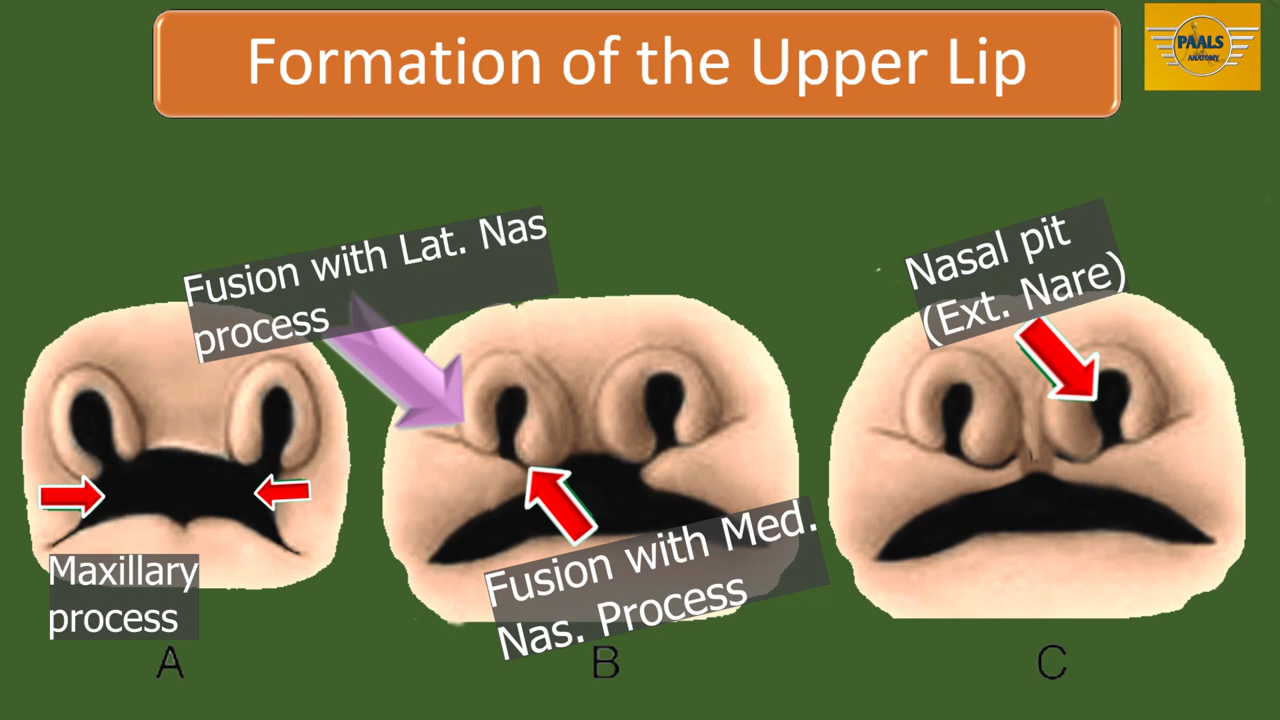 Formation of the Upper Lip
PAALS
ANATOMY
Fusion with Lat. Nas
process
Nasal pit
(Ext. Nare)
Maxillary
process
Fusion with Med.
Nas. Process
A
B
C